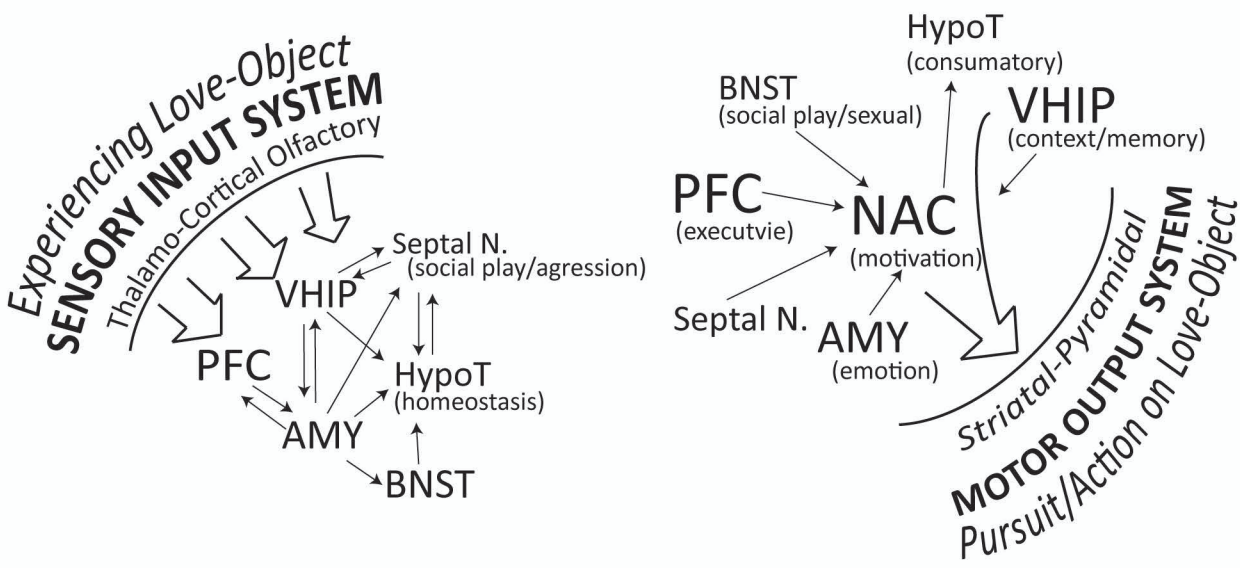 Experiencing Love-Object
SENSORY INPUT SYSTEM
Thalamo-Cortical Olfactory
Septal N.
(social play/agression)
VHIP
PFC
HypoT
(homeostasis)
AMY
BNST
HypoT
(consumatory)
BNST
(social play/sexual)
VHIP
(context/memory)
PFC
(executvie)
NAC
(motivation)
Septal N.
AMY
(emotion)
Striatal-Pyramidal
MOTOR OUTPUT SYSTEM
Pursuit/Action on Love-Object